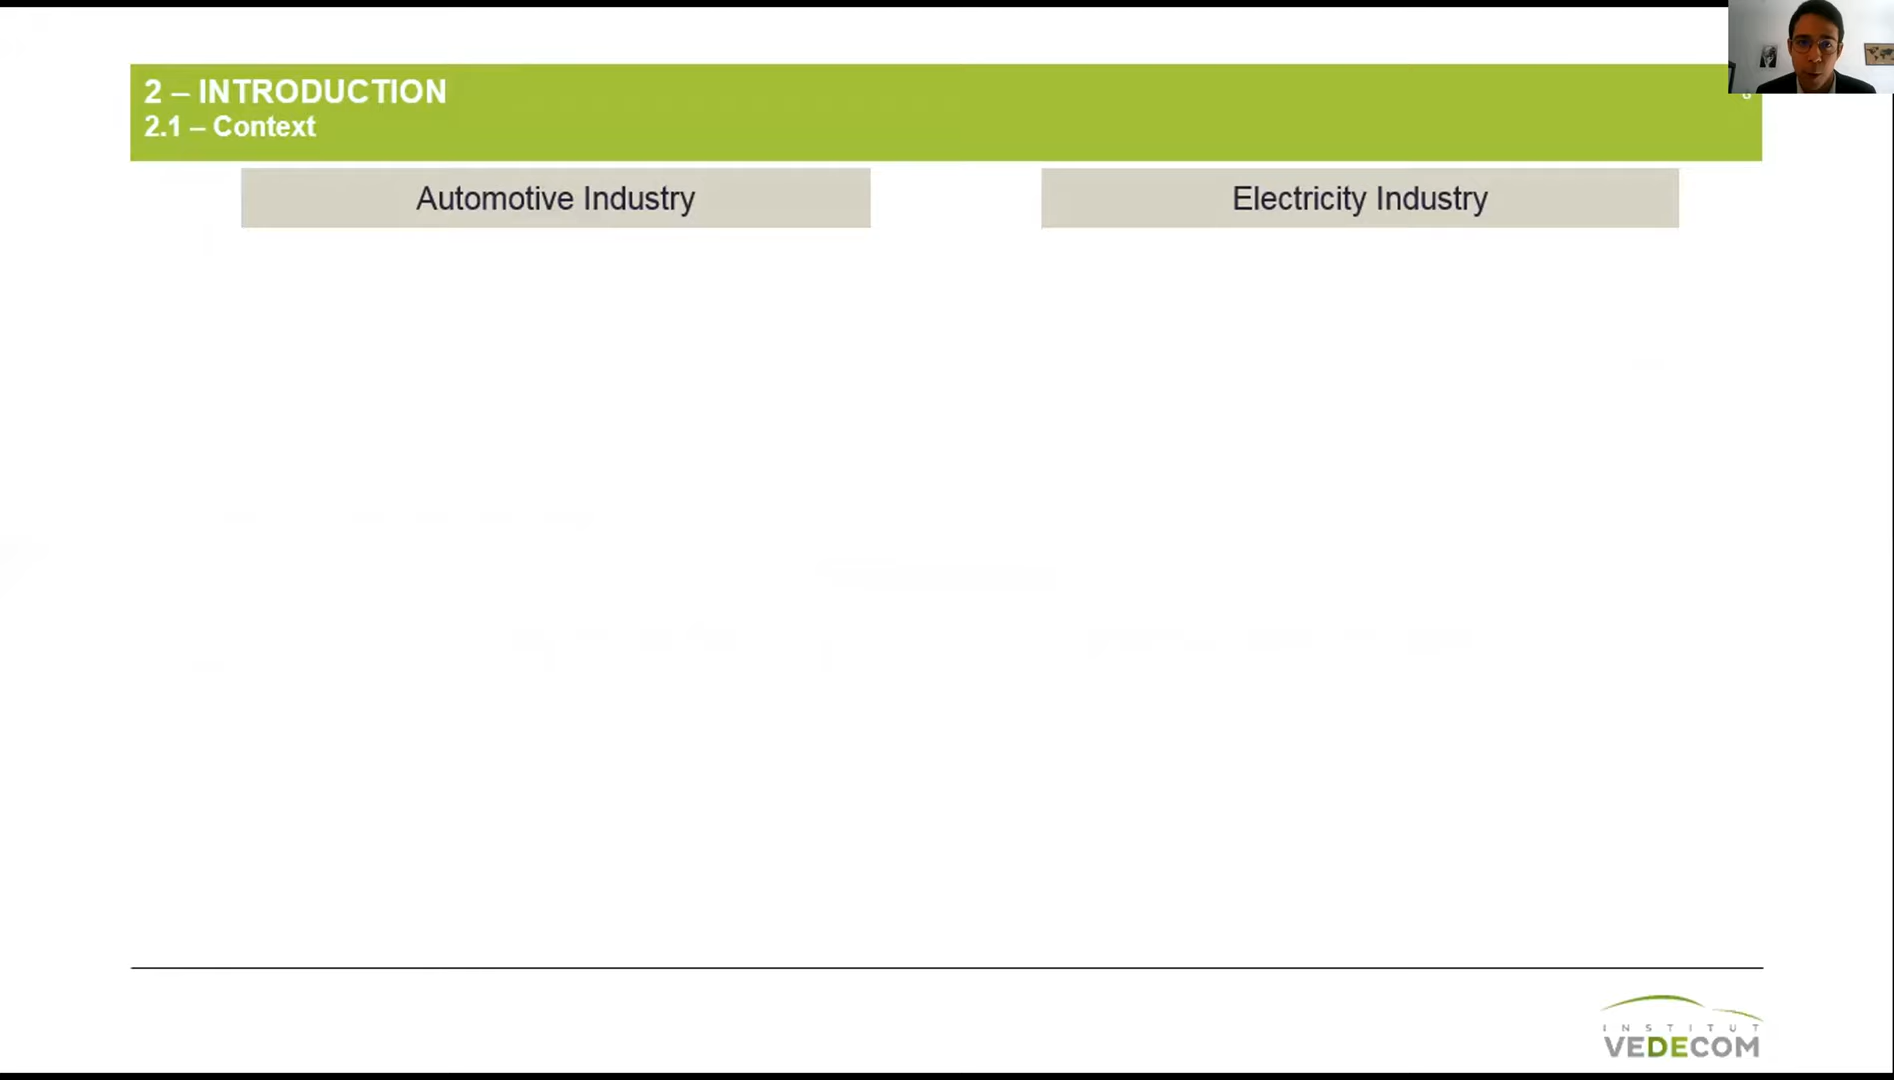 2 – INTRODUCTION
2.1 – Context
Automotive Industry
Electricity Industry
INSTITUT
VEDECOM